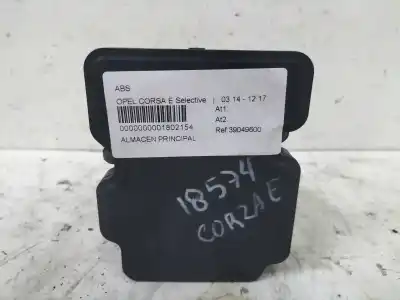 ABS
OPEL CORSA E Selective | 03.14 - 12.17
At1:
0000000001802154 At2:
ALMACEN PRINCIPAL Ref:39049600
18574
CORZA E